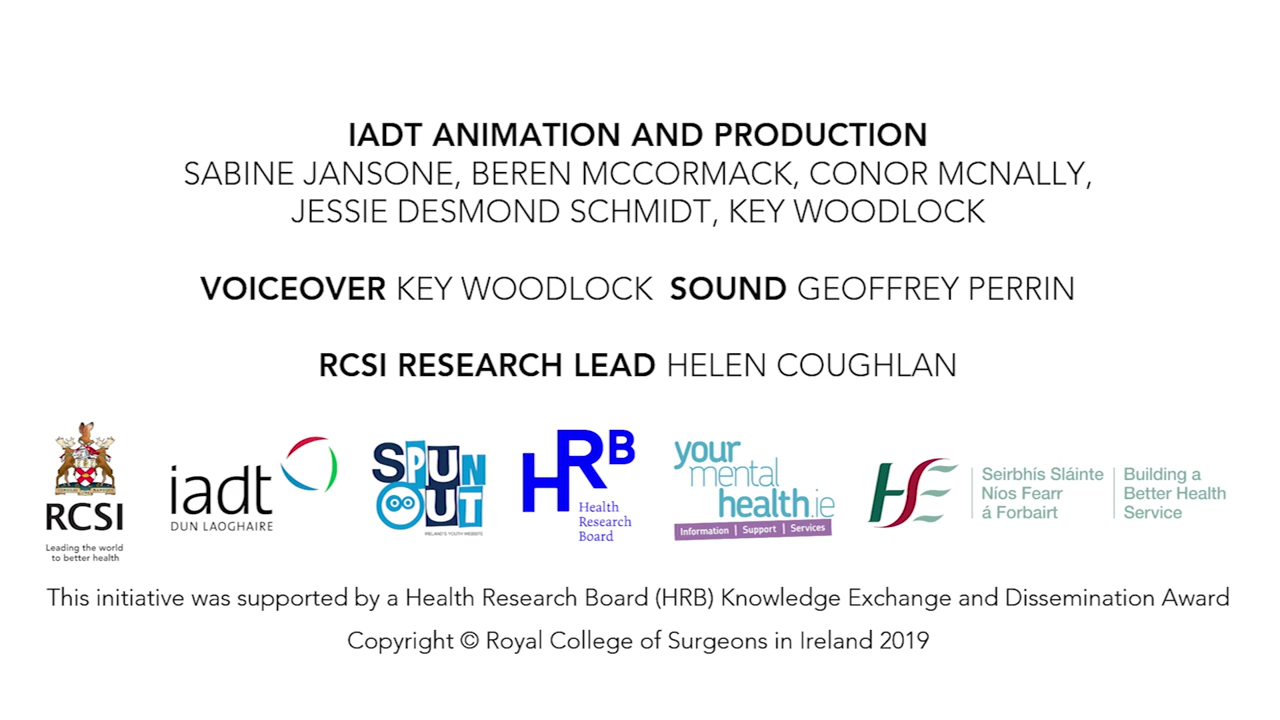 IADT ANIMATION AND PRODUCTION
SABINE JANSONE, BEREN MCCORMACK, CONOR MCNALLY,
JESSIE DESMOND SCHMIDT, KEY WOODLOCK
VOICEOVER KEY WOODLOCK SOUND GEOFFREY PERRIN
RCSI RESEARCH LEAD HELEN COUGHLAN
RCSI
Leading the world
to better health
iadt
DUN LAOGHAIRE
SPUN
OUT
IRELAND'S YOUTH WEBSITE
HRB
Health
Research
Board
your
mental
health.ie
Information | Support | Services
HSE
Seirbhís Sláinte
Níos Fearr
á Forbairt
Building a
Better Health
Service
This initiative was supported by a Health Research Board (HRB) Knowledge Exchange and Dissemination Award
Copyright © Royal College of Surgeons in Ireland 2019